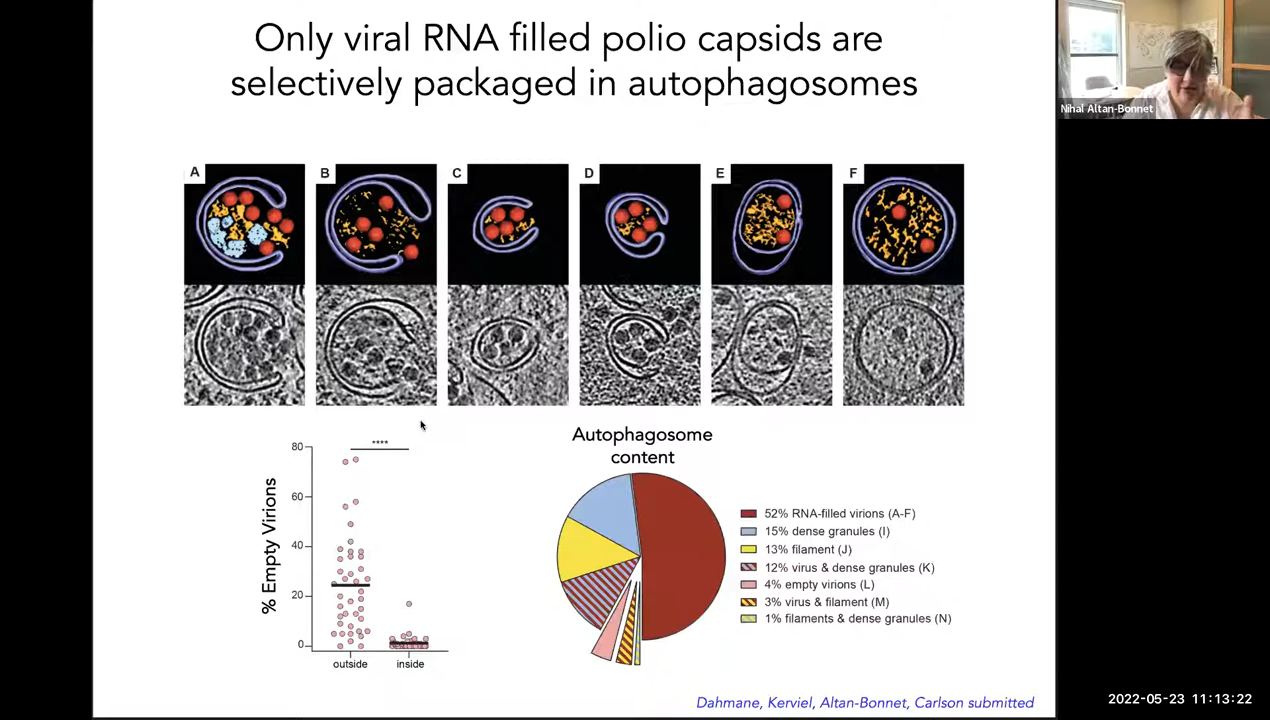 Only viral RNA filled polio capsids are
selectively packaged in autophagosomes
Nihal Altan-Bonnet
A
B
C
D
E
F
Autophagosome
content
% Empty Virions
80
60
40
20
0
****
outside
inside
52% RNA-filled virions (A-F)
15% dense granules (I)
13% filament (J)
12% virus & dense granules (K)
4% empty virions (L)
3% virus & filament (M)
1% filaments & dense granules (N)
Dahmane, Kerviel, Altan-Bonnet, Carlson submitted
2022-05-23 11:13:22